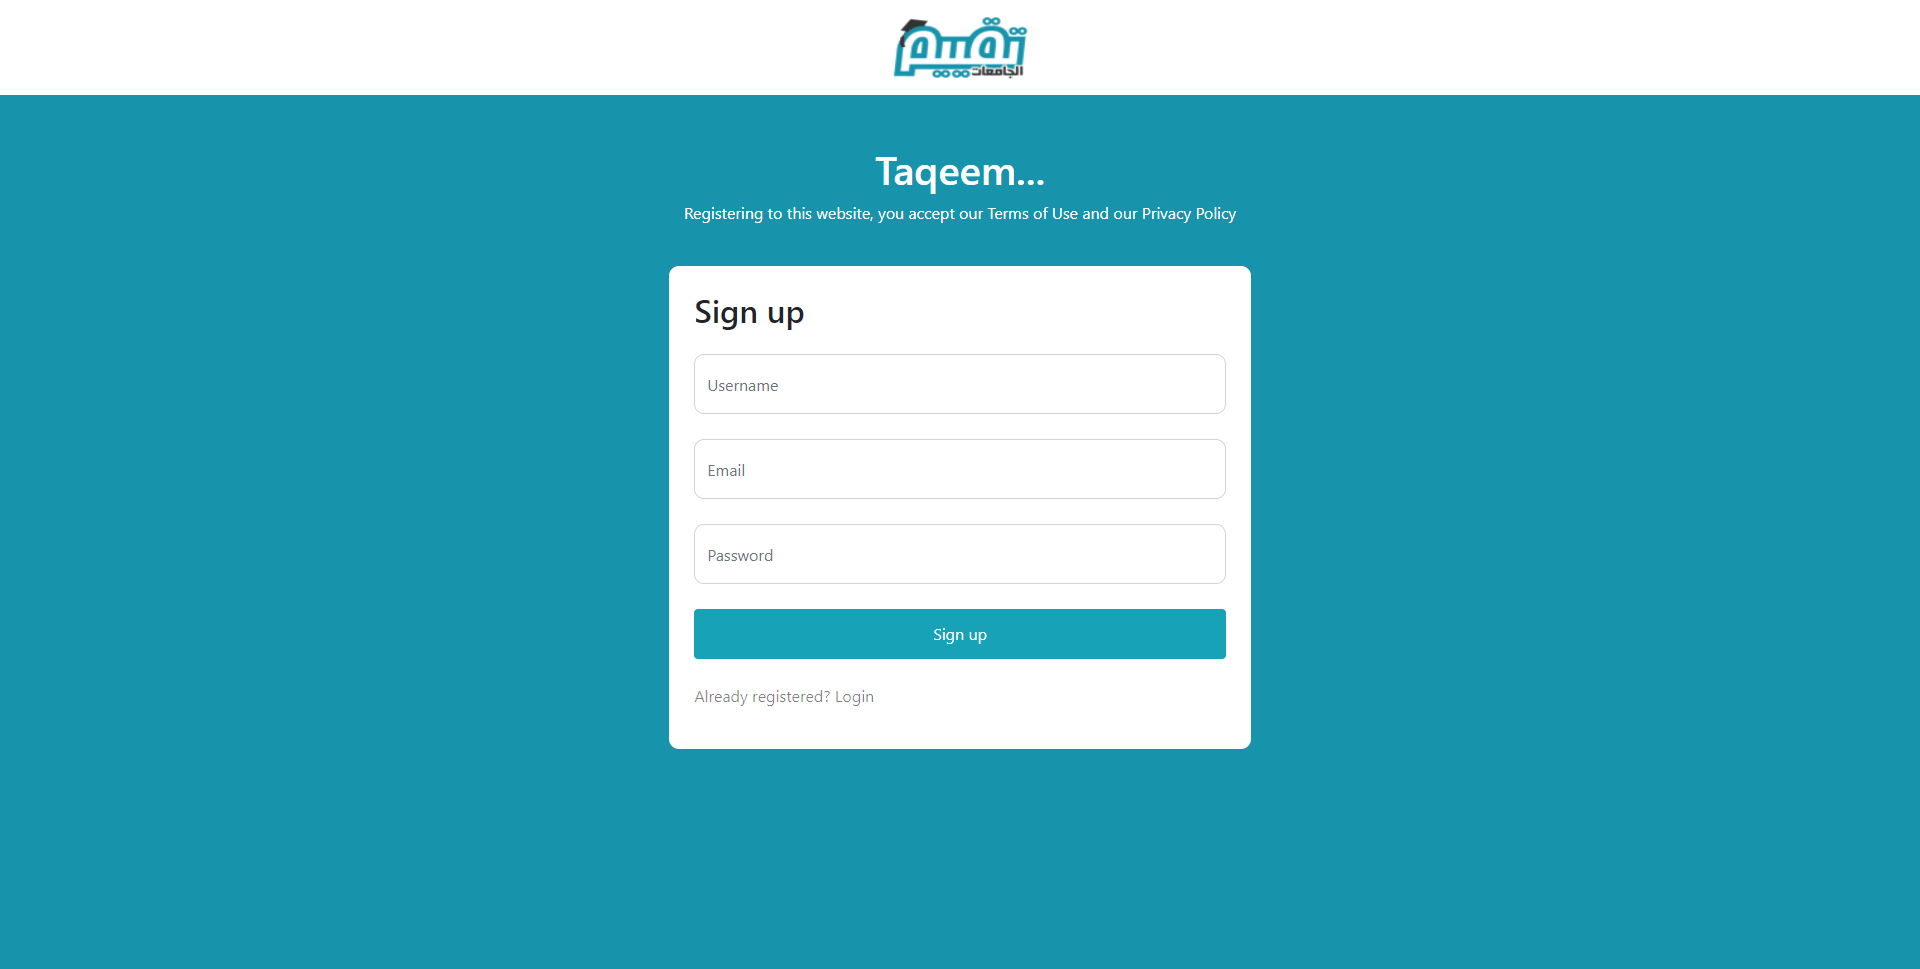 تقييم
الجامعات
Taqeem...
Registering to this website, you accept our Terms of Use and our Privacy Policy
Sign up
Username
Email
Password
Sign up
Already registered? Login